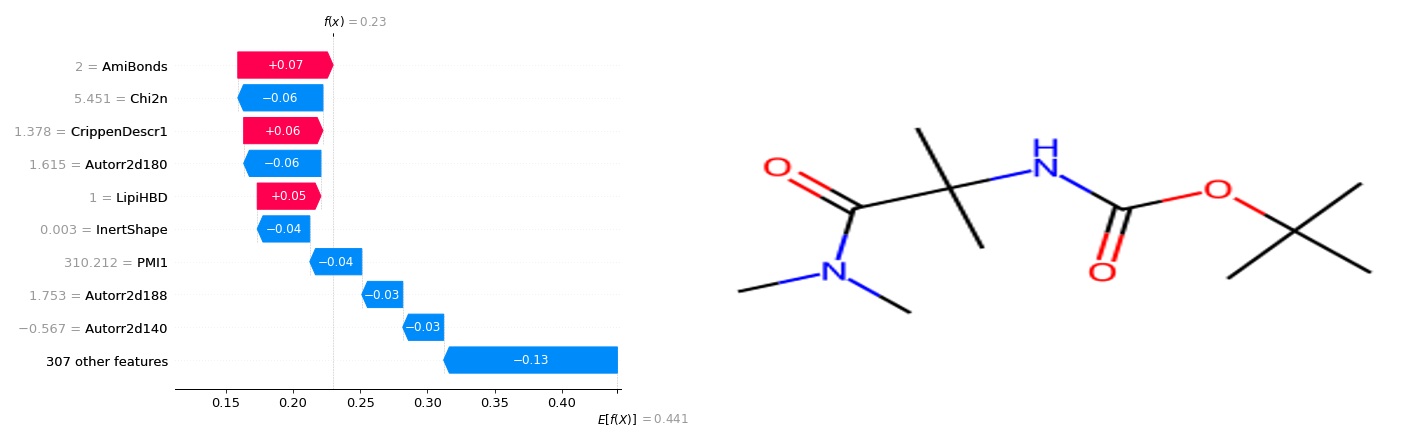 f(x) = 0.23
2 = AmiBonds
+0.07
5.451 = Chi2n
−0.06
1.378 = CrippenDescr1
+0.06
1.615 = Autorr2d180
−0.06
1 = LipiHBD
+0.05
0.003 = InertShape
−0.04
310.212 = PMI1
−0.04
1.753 = Autorr2d188
−0.03
−0.567 = Autorr2d140
−0.03
307 other features
−0.13
0.15 0.20 0.25 0.30 0.35 0.40
E[f(X)] = 0.441
H
N
O
O
N
O